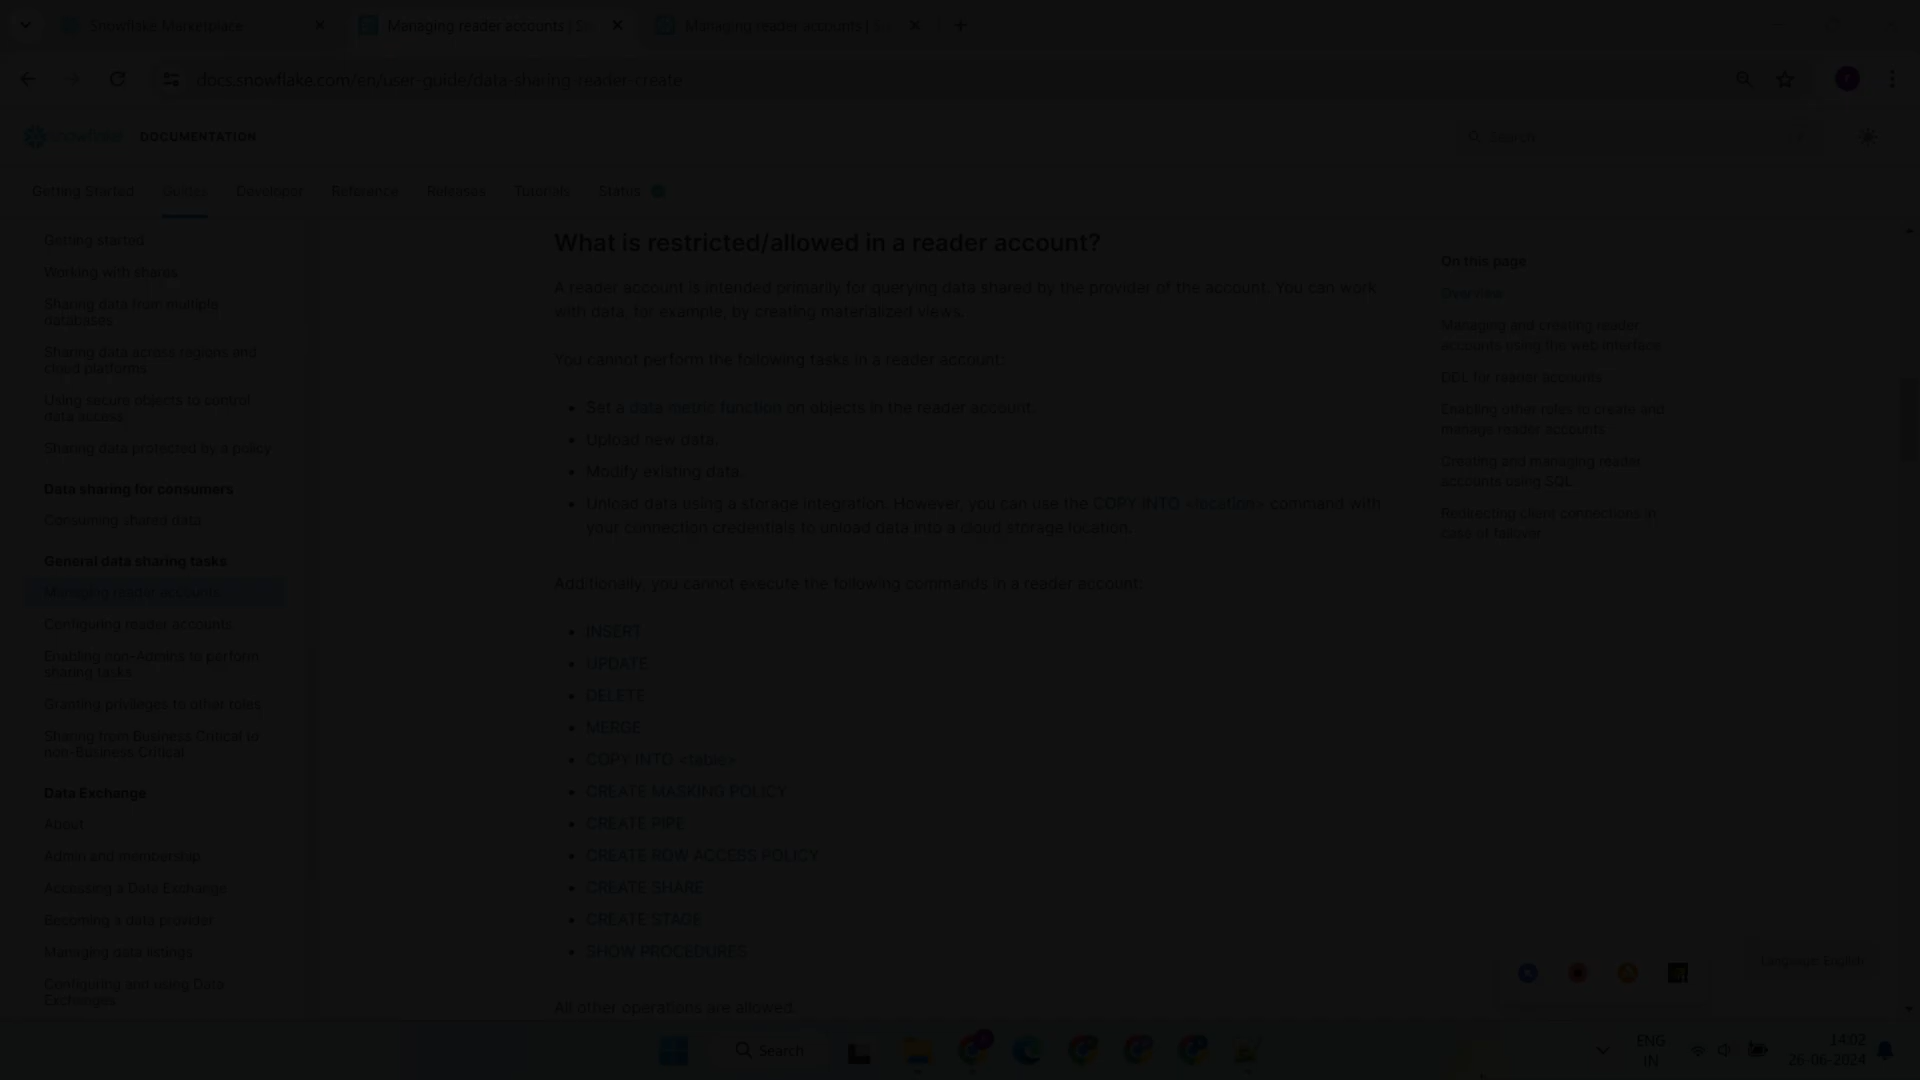 Snowflake Marketplace
Managing reader accounts | S
Managing reader accounts |
docs.snowflake.com/en/user-guide/data-sharing-reader-create
snowflake DOCUMENTATION
Search
Getting Started Guides Developer Reference Releases Tutorials Status
Getting started
Working with shares
Sharing data from multiple
databases
Sharing data across regions and
cloud platforms
Using secure objects to control
data access
Sharing data protected by a policy
Data sharing for consumers
Consuming shared data
General data sharing tasks
Managing reader accounts
Configuring reader accounts
Enabling non-Admins to perform
sharing tasks
Granting privileges to other roles
Sharing from Business Critical to
non-Business Critical
Data Exchange
About
Admin and membership
Accessing a Data Exchange
Becoming a data provider
Managing data listings
Configuring and using Data
Exchanges
What is restricted/allowed in a reader account?
A reader account is intended primarily for querying data shared by the provider of the account. You can work
with data, for example, by creating materialized views.
You cannot perform the following tasks in a reader account:
• Set a data metric function on objects in the reader account.
• Upload new data.
• Modify existing data.
• Unload data using a storage integration. However, you can use the COPY INTO <location> command with
your connection credentials to unload data into a cloud storage location.
Additionally, you cannot execute the following commands in a reader account:
• INSERT
• UPDATE
• DELETE
• MERGE
• COPY INTO <table>
• CREATE MASKING POLICY
• CREATE PIPE
• CREATE ROW ACCESS POLICY
• CREATE SHARE
• CREATE STAGE
• SHOW PROCEDURES
All other operations are allowed.
On this page
Overview
Managing and creating reader
accounts using the web interface
DDL for reader accounts
Enabling other roles to create and
manage reader accounts
Creating and managing reader
accounts using SQL
Redirecting client connections in
case of failover
Language: English
Search
ENG
IN
14:02
26-06-2024